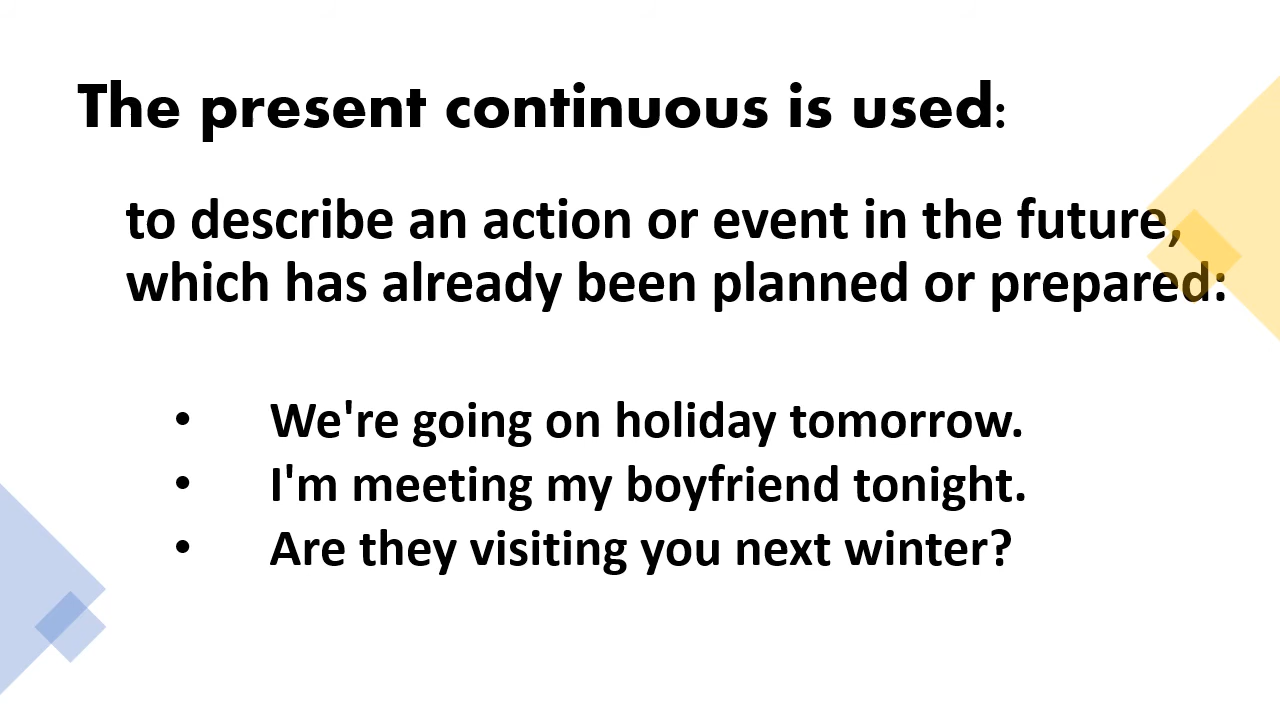 The present continuous is used:
to describe an action or event in the future,
which has already been planned or prepared:
• We're going on holiday tomorrow.
• I'm meeting my boyfriend tonight.
• Are they visiting you next winter?